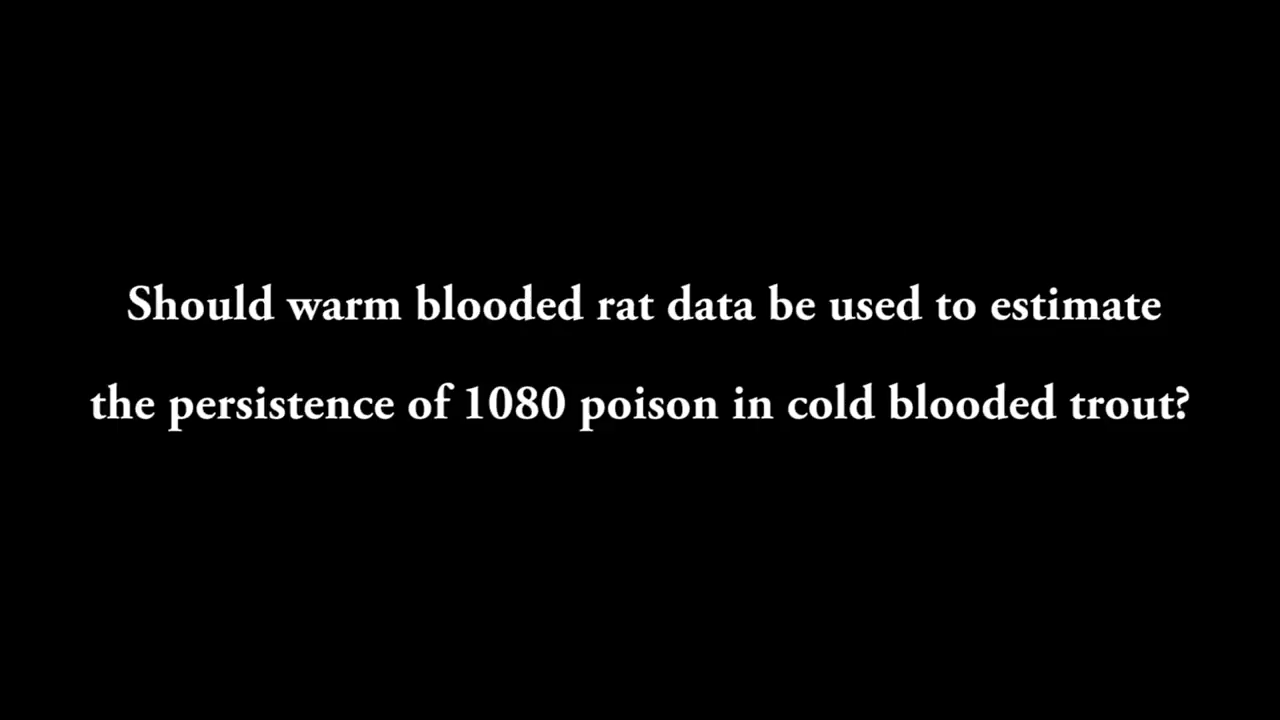 Should warm blooded rat data be used to estimate
the persistence of 1080 poison in cold blooded trout?